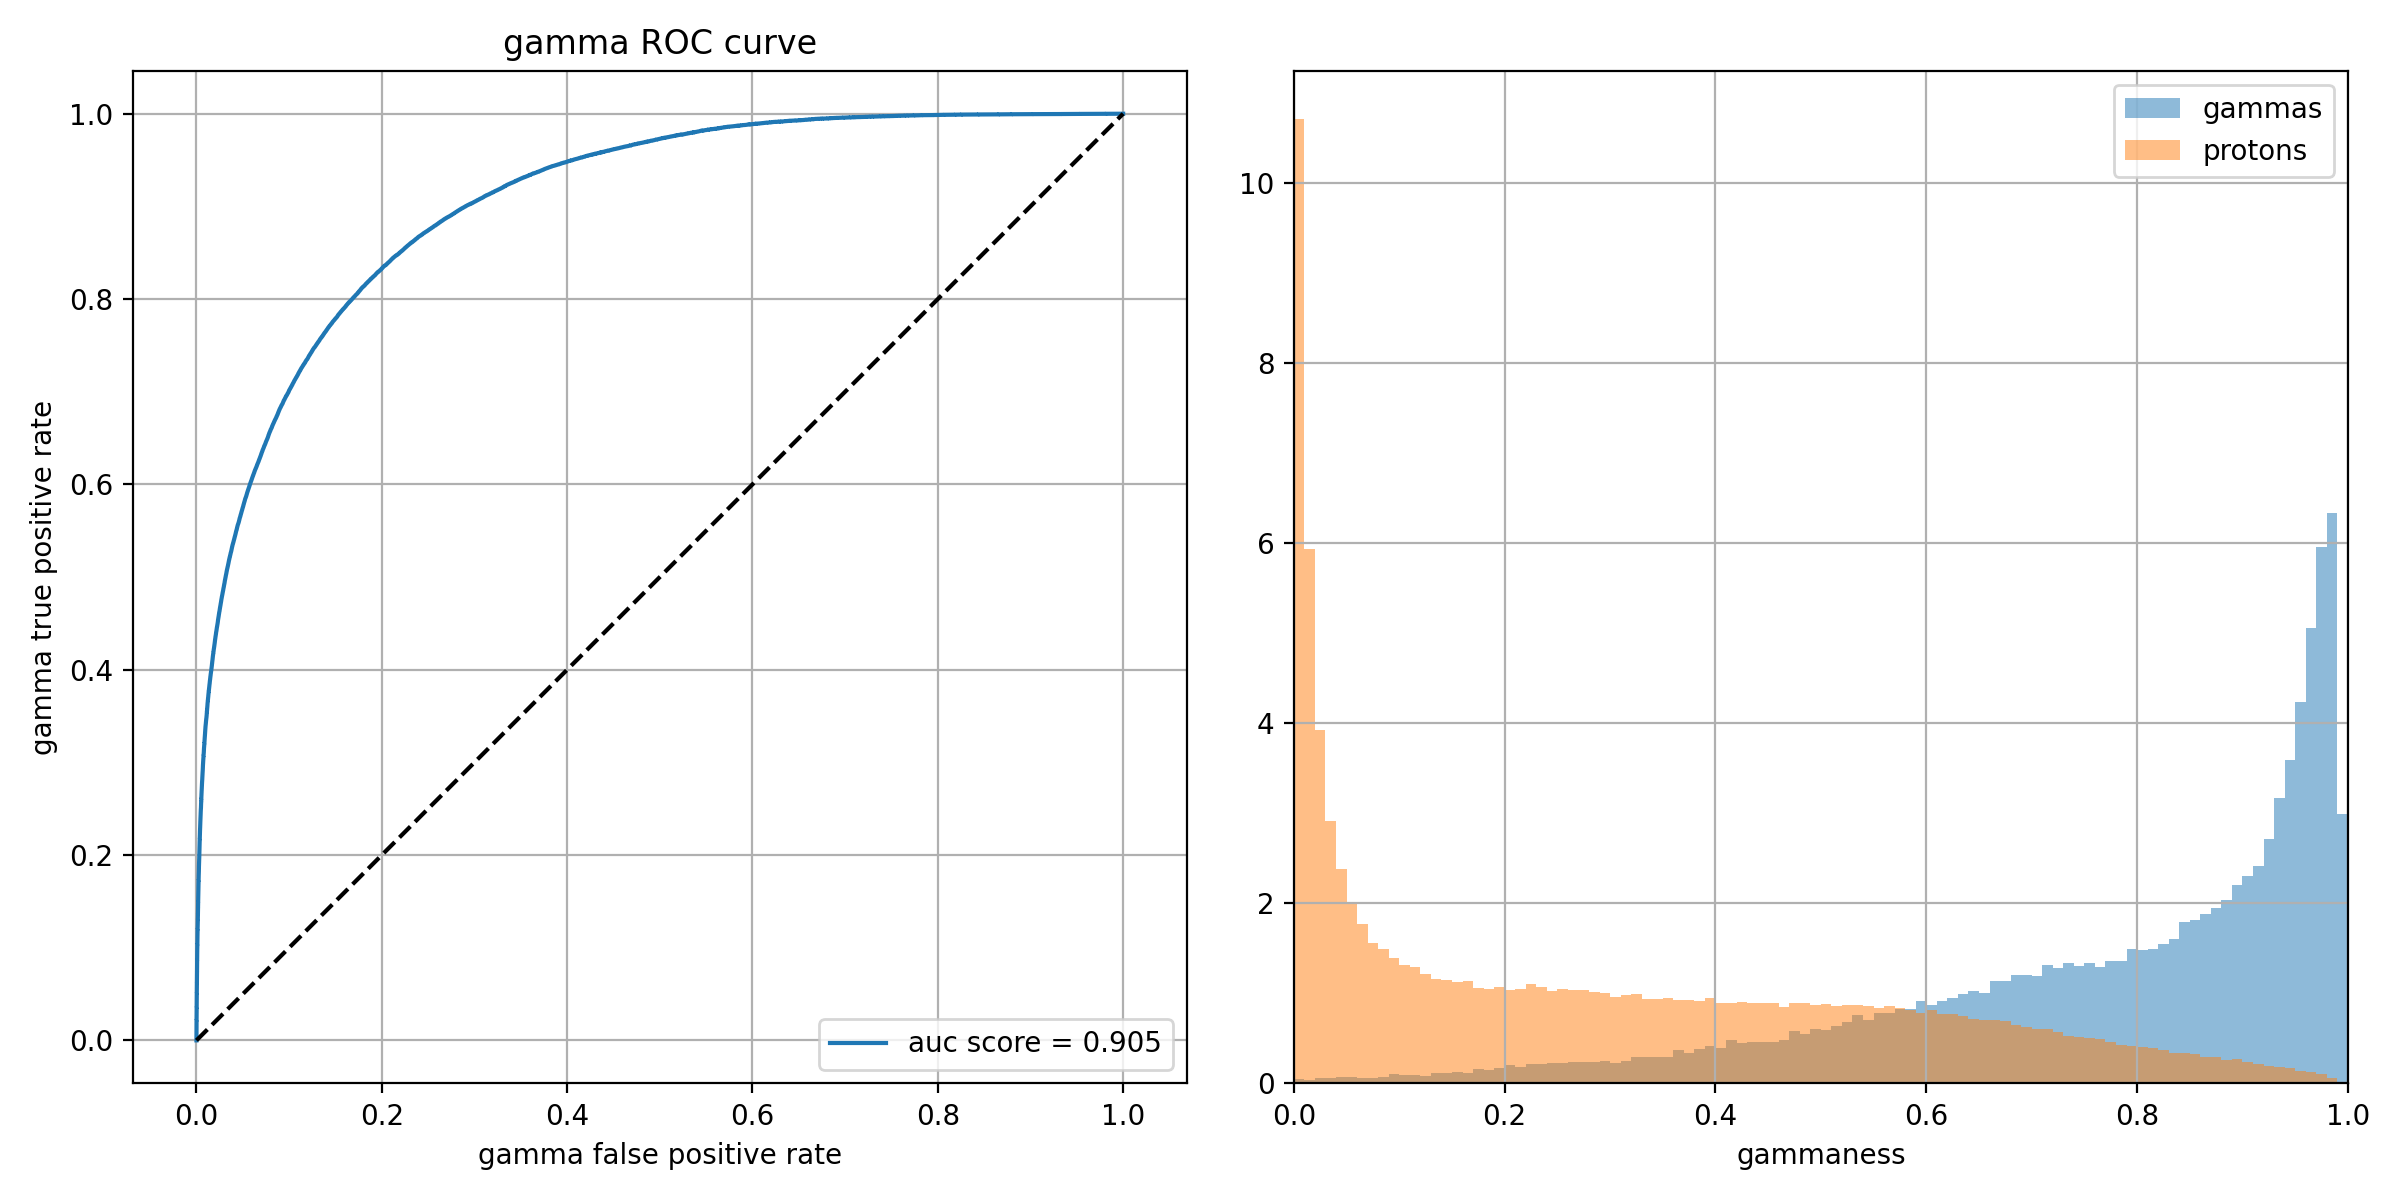 gamma ROC curve
gamma true positive rate
1.0
0.8
0.6
0.4
0.2
0.0
0.0 0.2 0.4 0.6 0.8 1.0
gamma false positive rate
auc score = 0.905
gammas
protons
10
8
6
4
2
0
0.0 0.2 0.4 0.6 0.8 1.0
gammaness